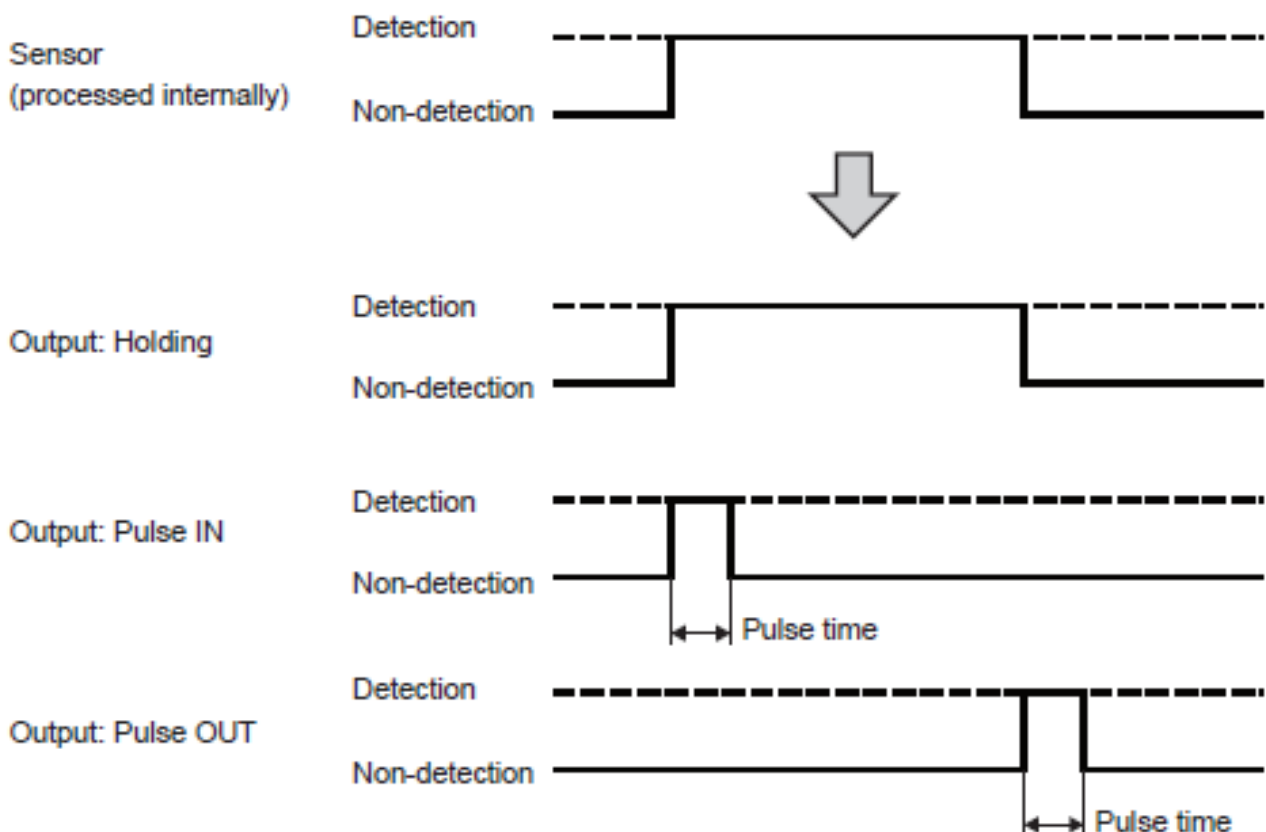 Sensor
(processed internally)
Detection
Non-detection
Output: Holding
Detection
Non-detection
Output: Pulse IN
Detection
Non-detection
Pulse time
Output: Pulse OUT
Detection
Non-detection
Pulse time